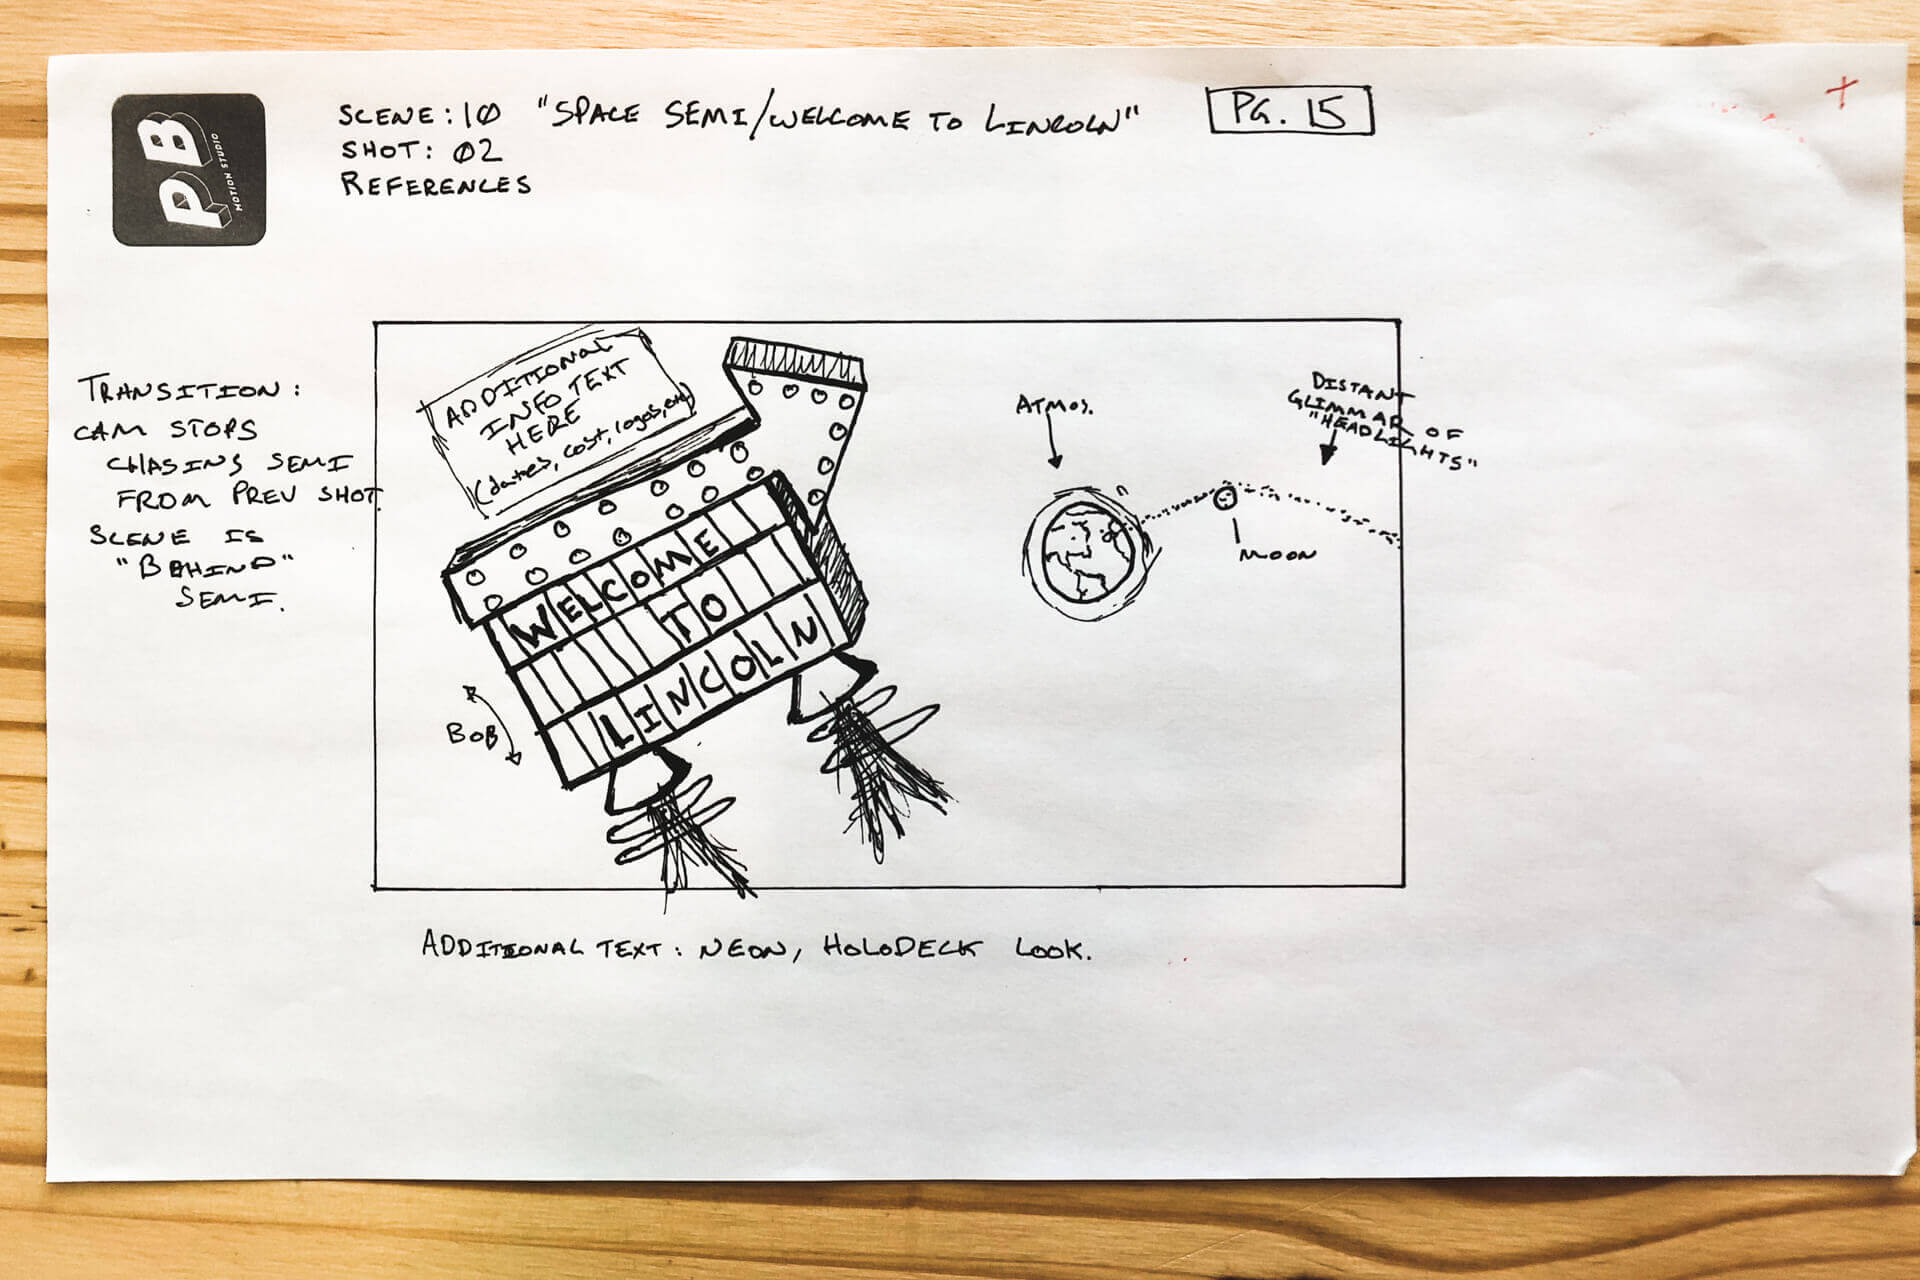 PB
MOTION STUDIO
SCENE: 10 "SPACE SEMI/WELCOME TO LINCOLN"
PG. 15
SHOT: 02
REFERENCES
TRANSITION:
CAM STOPS
CHASING SEMI
FROM PREV SHOT.
SCENE IS
"BEHIND"
SEMI.
ADDITIONAL
INFO TEXT
HERE
(dates, cost, logos, etc)
WELCOME
TO
LINCOLN
BOB
ATMOS.
MOON
DISTANT
GLIMMAR OF
"HEADLIGHTS"
ADDITIONAL TEXT: NEON, HOLODECK LOOK.